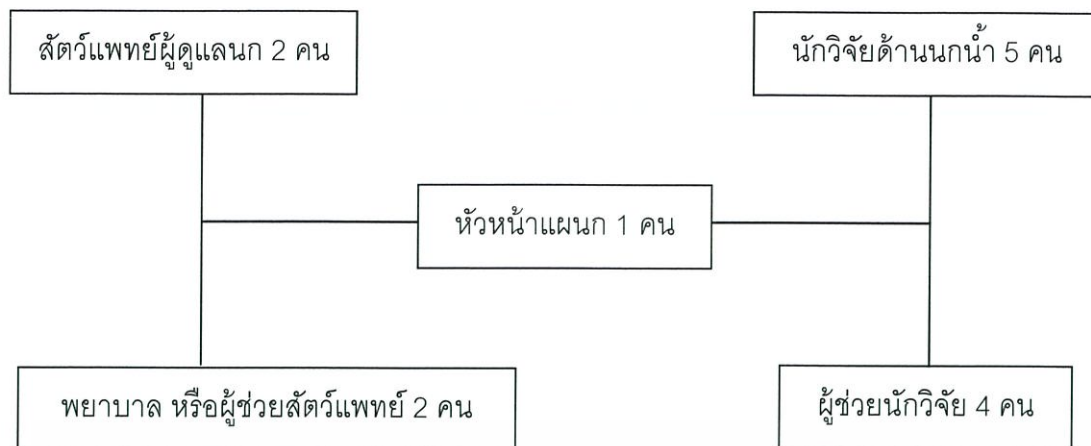 สัตว์แพทย์ผู้ดูแลนก 2 คน
นักวิจัยด้านนกน้ำ 5 คน
หัวหน้าแผนก 1 คน
พยาบาล หรือผู้ช่วยสัตว์แพทย์ 2 คน
ผู้ช่วยนักวิจัย 4 คน